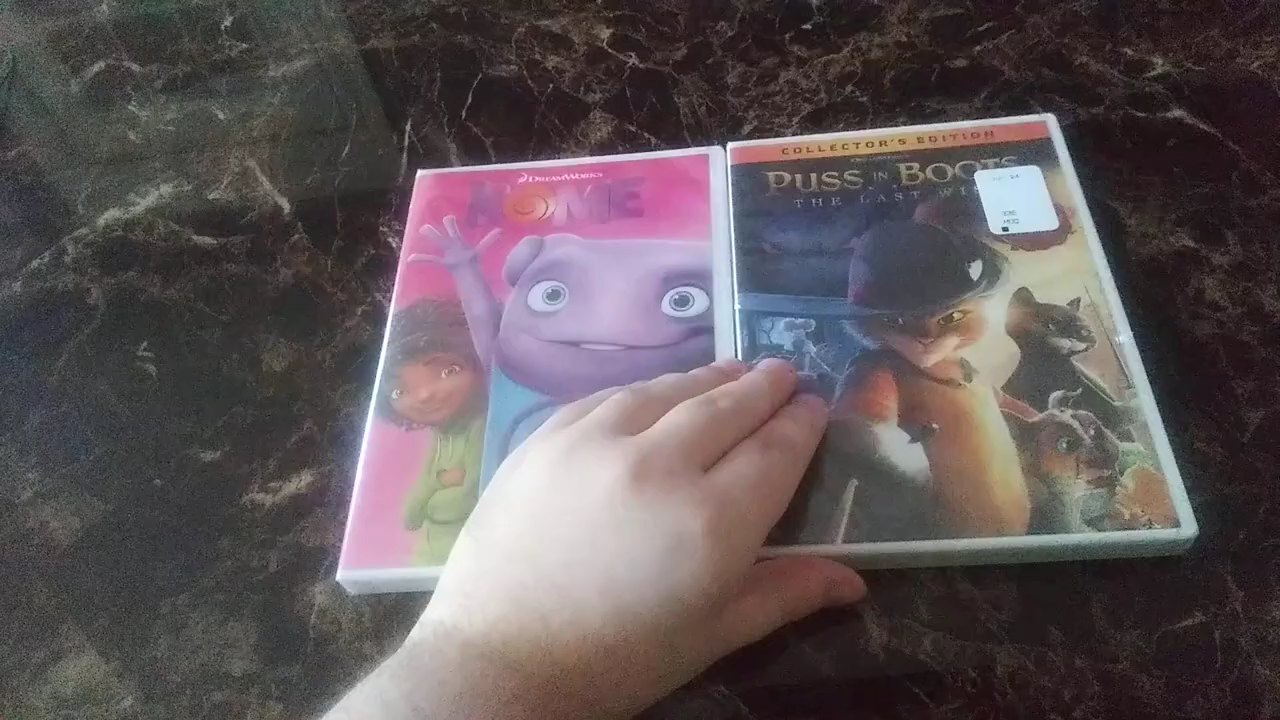 DREAMWORKS
HOME
COLLECTOR'S EDITION
PUSS IN BOOTS
THE LAST